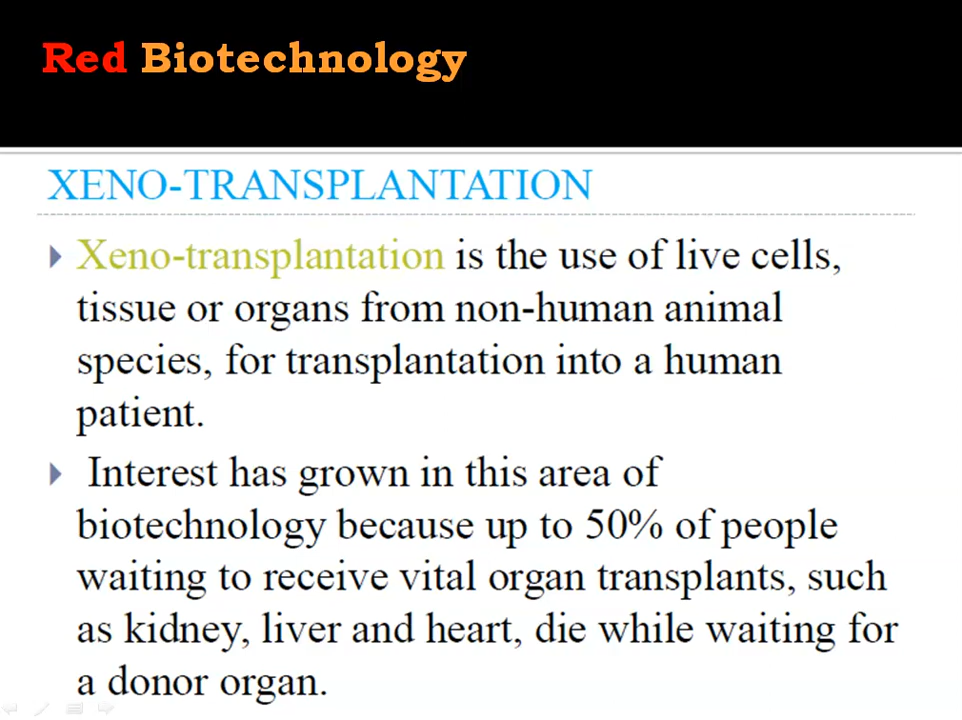 Red Biotechnology
XENO-TRANSPLANTATION
Xeno-transplantation is the use of live cells,
tissue or organs from non-human animal
species, for transplantation into a human
patient.
Interest has grown in this area of
biotechnology because up to 50% of people
waiting to receive vital organ transplants, such
as kidney, liver and heart, die while waiting for
a donor organ.